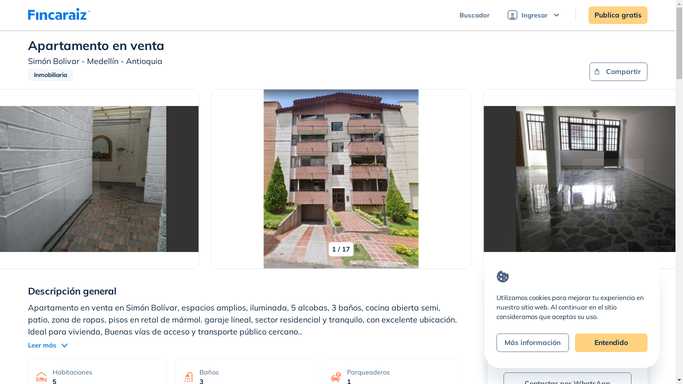 Fincaraiz
Buscador
Ingresar
Publica gratis
Apartamento en venta
Simón Bolivar - Medellín - Antioquia
Inmobiliaria
Compartir
1 / 17
Descripción general
Apartamento en venta en Simón Bolívar, espacios amplios, iluminada, 5 alcobas, 3 baños, cocina abierta semi,
patio, zona de ropas. pisos en retal de mármol. garaje lineal, sector residencial y tranquilo, con excelente ubicación.
Ideal para vivienda, Buenas vías de acceso y transporte público cercano..
Leer más
Habitaciones
5
Baños
3
Parqueaderos
1
Utilizamos cookies para mejorar tu experiencia en
nuestro sitio web. Al continuar en el sitio
consideramos que aceptas su uso.
Más información
Entendido
Contactar por WhatsApp